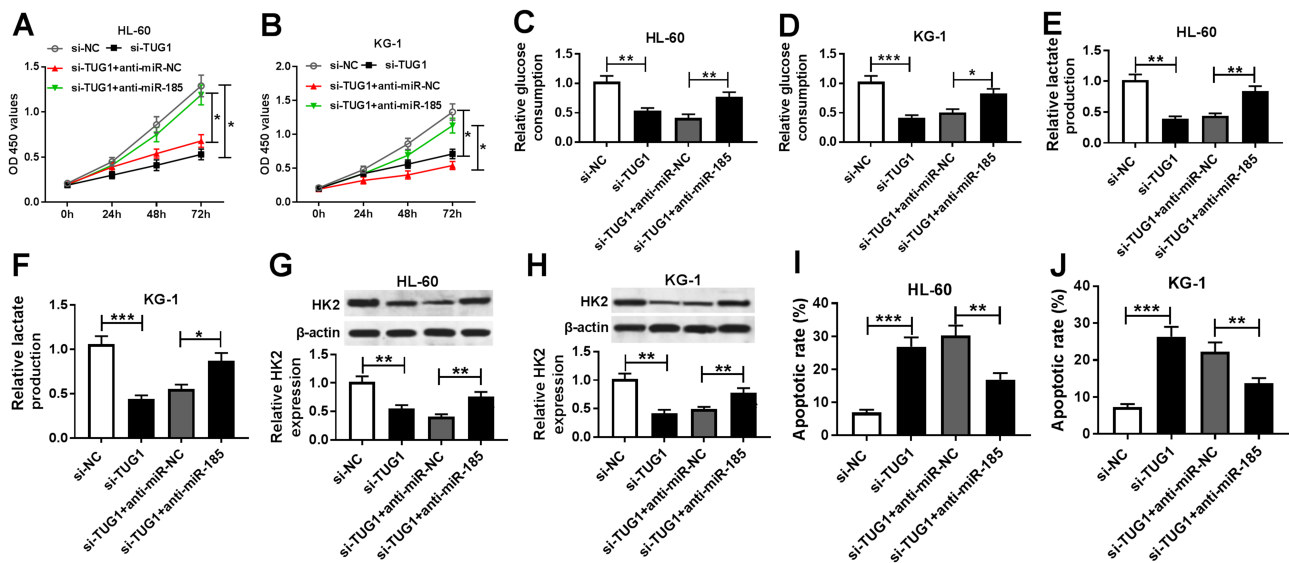 A
HL-60
si-NC
si-TUG1
si-TUG1+anti-miR-NC
si-TUG1+anti-miR-185
OD 450 values
1.5
1.0
0.5
0.0
0h
24h
48h
72h
*
*
B
KG-1
si-NC
si-TUG1
si-TUG1+anti-miR-NC
si-TUG1+anti-miR-185
OD 450 values
2.0
1.5
1.0
0.5
0.0
0h
24h
48h
72h
*
*
C
HL-60
Relative glucose
consumption
1.5
1.0
0.5
0.0
**
**
si-NC
si-TUG1
si-TUG1+anti-miR-NC
si-TUG1+anti-miR-185
D
KG-1
Relative glucose
consumption
1.5
1.0
0.5
0.0
***
*
si-NC
si-TUG1
si-TUG1+anti-miR-NC
si-TUG1+anti-miR-185
E
HL-60
Relative lactate
production
1.5
1.0
0.5
0.0
**
**
si-NC
si-TUG1
si-TUG1+anti-miR-NC
si-TUG1+anti-miR-185
F
KG-1
Relative lactate
production
1.5
1.0
0.5
0.0
***
*
si-NC
si-TUG1
si-TUG1+anti-miR-NC
si-TUG1+anti-miR-185
G
HL-60
HK2
β-actin
Relative HK2
expression
1.5
1.0
0.5
0.0
**
**
si-NC
si-TUG1
si-TUG1+anti-miR-NC
si-TUG1+anti-miR-185
H
KG-1
HK2
β-actin
Relative HK2
expression
1.5
1.0
0.5
0.0
**
**
si-NC
si-TUG1
si-TUG1+anti-miR-NC
si-TUG1+anti-miR-185
I
HL-60
Apoptotic rate (%)
40
30
20
10
0
***
**
si-NC
si-TUG1
si-TUG1+anti-miR-NC
si-TUG1+anti-miR-185
J
KG-1
Apoptotic rate (%)
40
30
20
10
0
***
**
si-NC
si-TUG1
si-TUG1+anti-miR-NC
si-TUG1+anti-miR-185